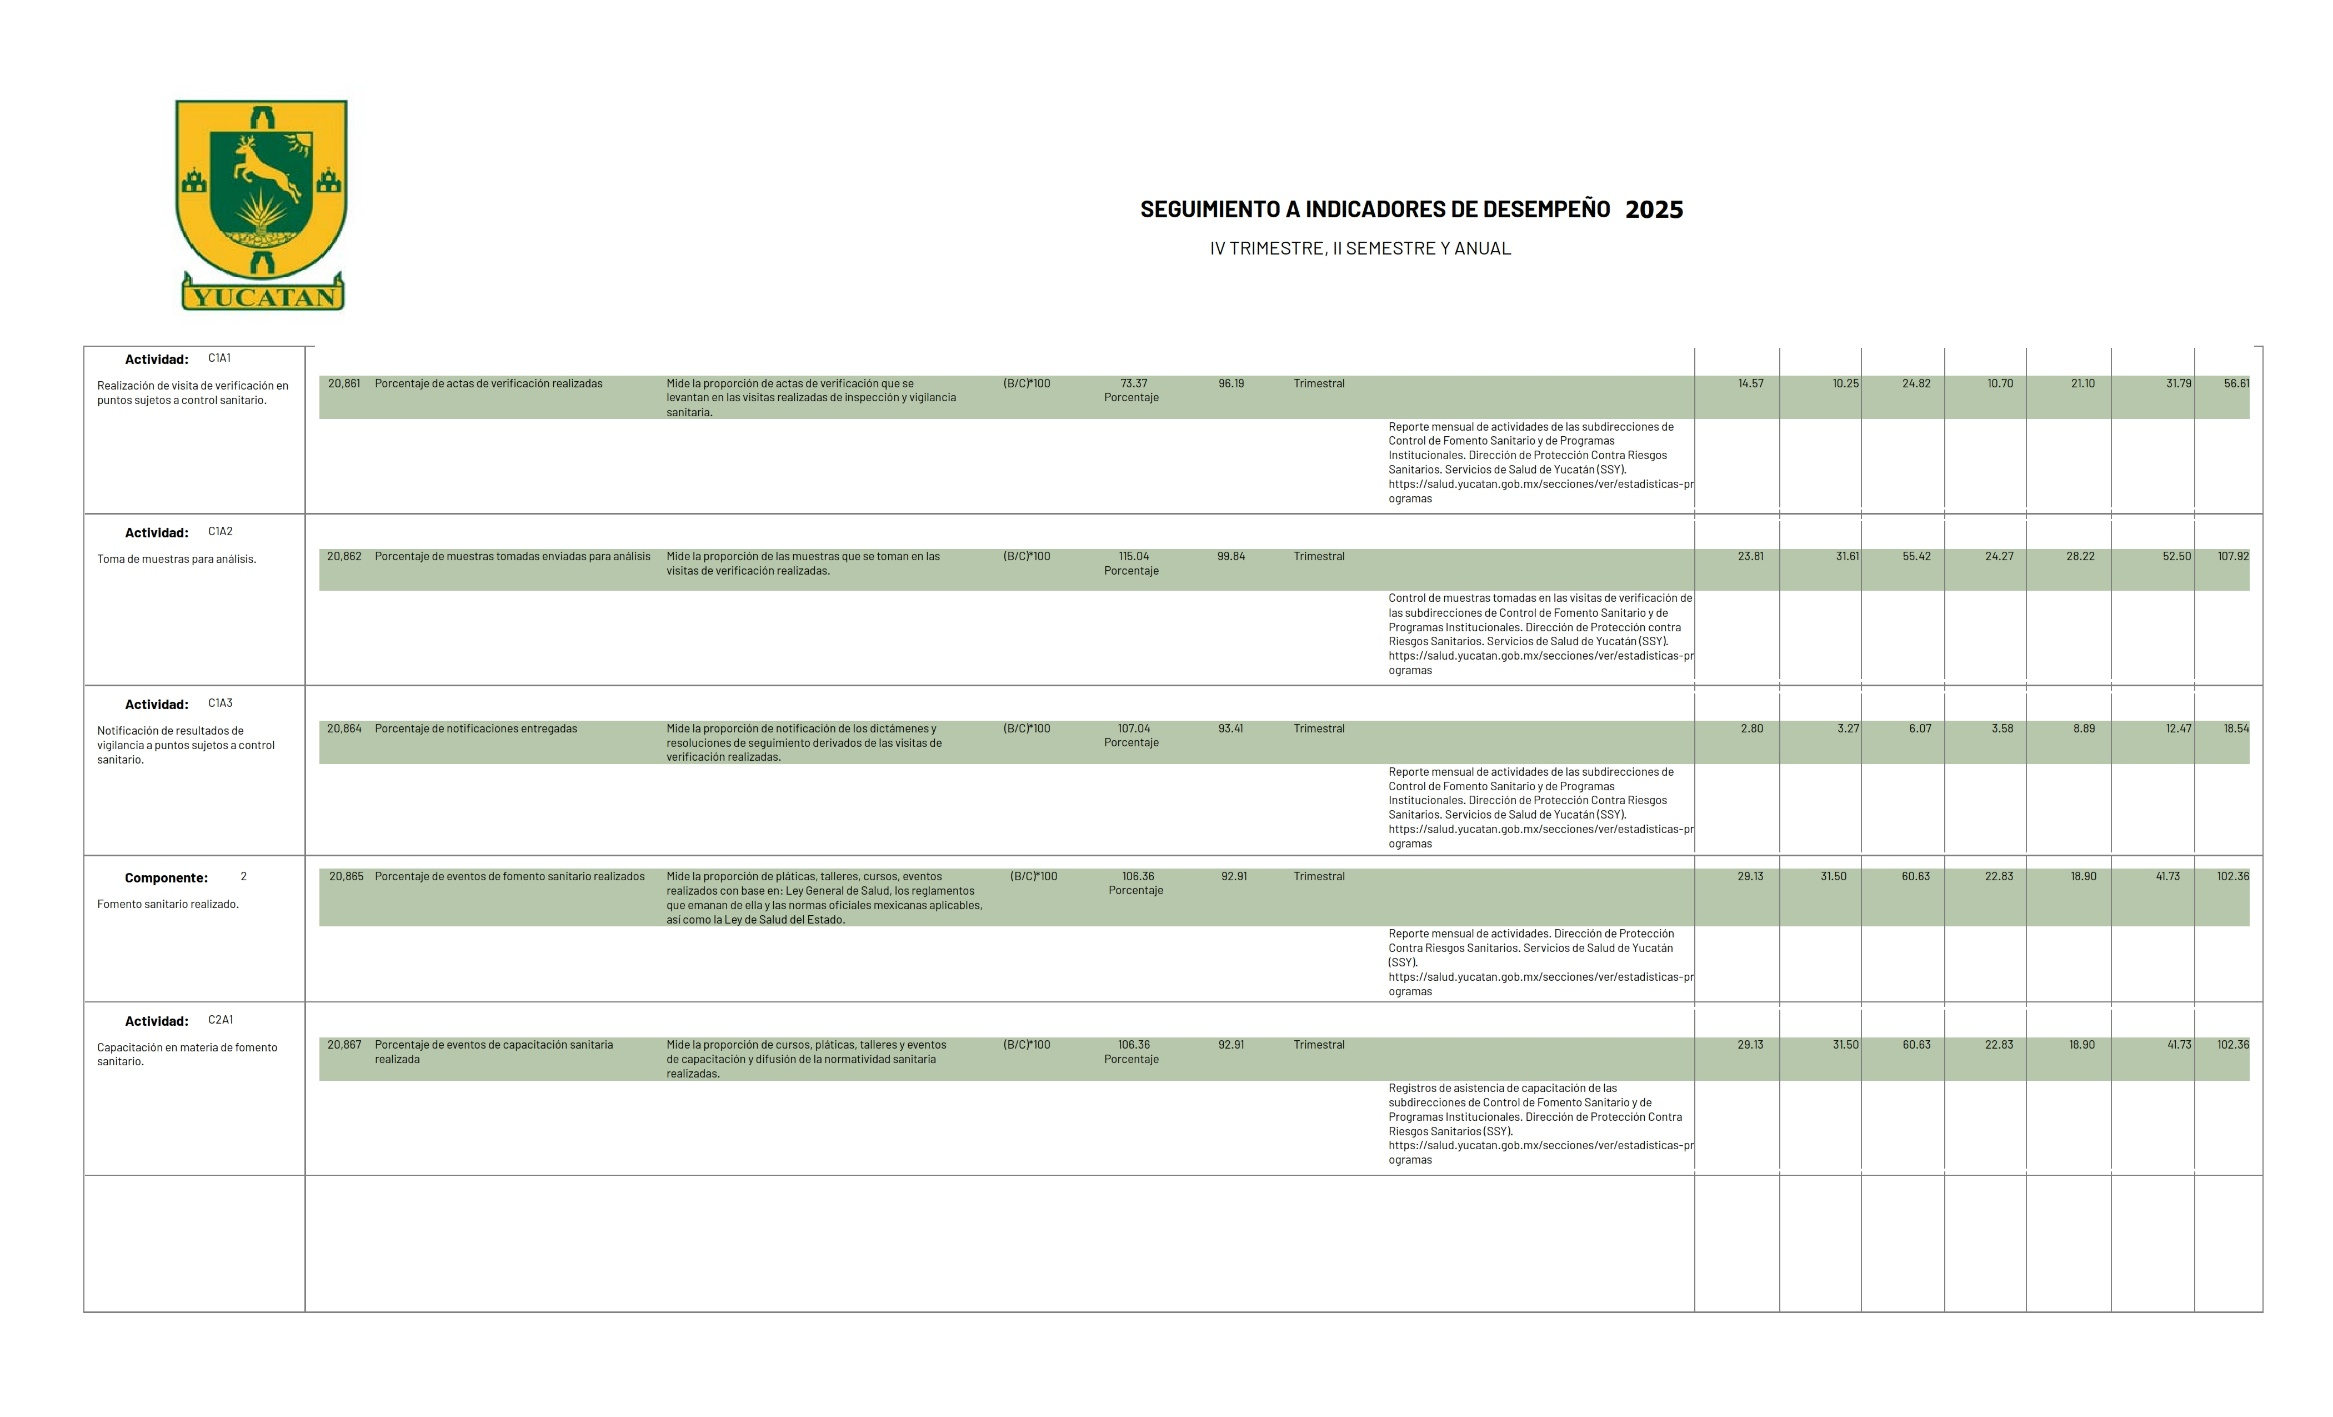 YUCATAN
SEGUIMIENTO A INDICADORES DE DESEMPEÑO 2025
IV TRIMESTRE, II SEMESTRE Y ANUAL
Actividad: C1A1
Realización de visita de verificación en
puntos sujetos a control sanitario.
20,861 Porcentaje de actas de verificación realizadas Mide la proporción de actas de verificación que se (B/C)*100 73.37 96.19 Trimestral 14.57 10.25 24.82 10.70 21.10 31.79 56.61
levantan en las visitas realizadas de inspección y vigilancia Porcentaje
sanitaria.
Reporte mensual de actividades de las subdirecciones de
Control de Fomento Sanitario y de Programas
Institucionales. Dirección de Protección Contra Riesgos
Sanitarios. Servicios de Salud de Yucatán (SSY).
https://salud.yucatan.gob.mx/secciones/ver/estadisticas-pr
ogramas
Actividad: C1A2
Toma de muestras para análisis.
20,862 Porcentaje de muestras tomadas enviadas para análisis Mide la proporción de las muestras que se toman en las (B/C)*100 115.04 99.84 Trimestral 23.81 31.61 55.42 24.27 28.22 52.50 107.92
visitas de verificación realizadas. Porcentaje
Control de muestras tomadas en las visitas de verificación de
las subdirecciones de Control de Fomento Sanitario y de
Programas Institucionales. Dirección de Protección contra
Riesgos Sanitarios. Servicios de Salud de Yucatán (SSY).
https://salud.yucatan.gob.mx/secciones/ver/estadisticas-pr
ogramas
Actividad: C1A3
Notificación de resultados de
vigilancia a puntos sujetos a control
sanitario.
20,864 Porcentaje de notificaciones entregadas Mide la proporción de notificación de los dictámenes y (B/C)*100 107.04 93.41 Trimestral 2.80 3.27 6.07 3.58 8.89 12.47 18.54
resoluciones de seguimiento derivados de las visitas de Porcentaje
verificación realizadas.
Reporte mensual de actividades de las subdirecciones de
Control de Fomento Sanitario y de Programas
Institucionales. Dirección de Protección Contra Riesgos
Sanitarios. Servicios de Salud de Yucatán (SSY).
https://salud.yucatan.gob.mx/secciones/ver/estadisticas-pr
ogramas
Componente: 2
Fomento sanitario realizado.
20,865 Porcentaje de eventos de fomento sanitario realizados Mide la proporción de pláticas, talleres, cursos, eventos (B/C)*100 106.36 92.91 Trimestral 29.13 31.50 60.63 22.83 18.90 41.73 102.36
realizados con base en: Ley General de Salud, los reglamentos Porcentaje
que emanan de ella y las normas oficiales mexicanas aplicables,
así como la Ley de Salud del Estado.
Reporte mensual de actividades. Dirección de Protección
Contra Riesgos Sanitarios. Servicios de Salud de Yucatán
(SSY).
https://salud.yucatan.gob.mx/secciones/ver/estadisticas-pr
ogramas
Actividad: C2A1
Capacitación en materia de fomento
sanitario.
20,867 Porcentaje de eventos de capacitación sanitaria Mide la proporción de cursos, pláticas, talleres y eventos (B/C)*100 106.36 92.91 Trimestral 29.13 31.50 60.63 22.83 18.90 41.73 102.36
realizada de capacitación y difusión de la normatividad sanitaria Porcentaje
realizadas.
Registros de asistencia de capacitación de las
subdirecciones de Control de Fomento Sanitario y de
Programas Institucionales. Dirección de Protección Contra
Riesgos Sanitarios (SSY).
https://salud.yucatan.gob.mx/secciones/ver/estadisticas-pr
ogramas